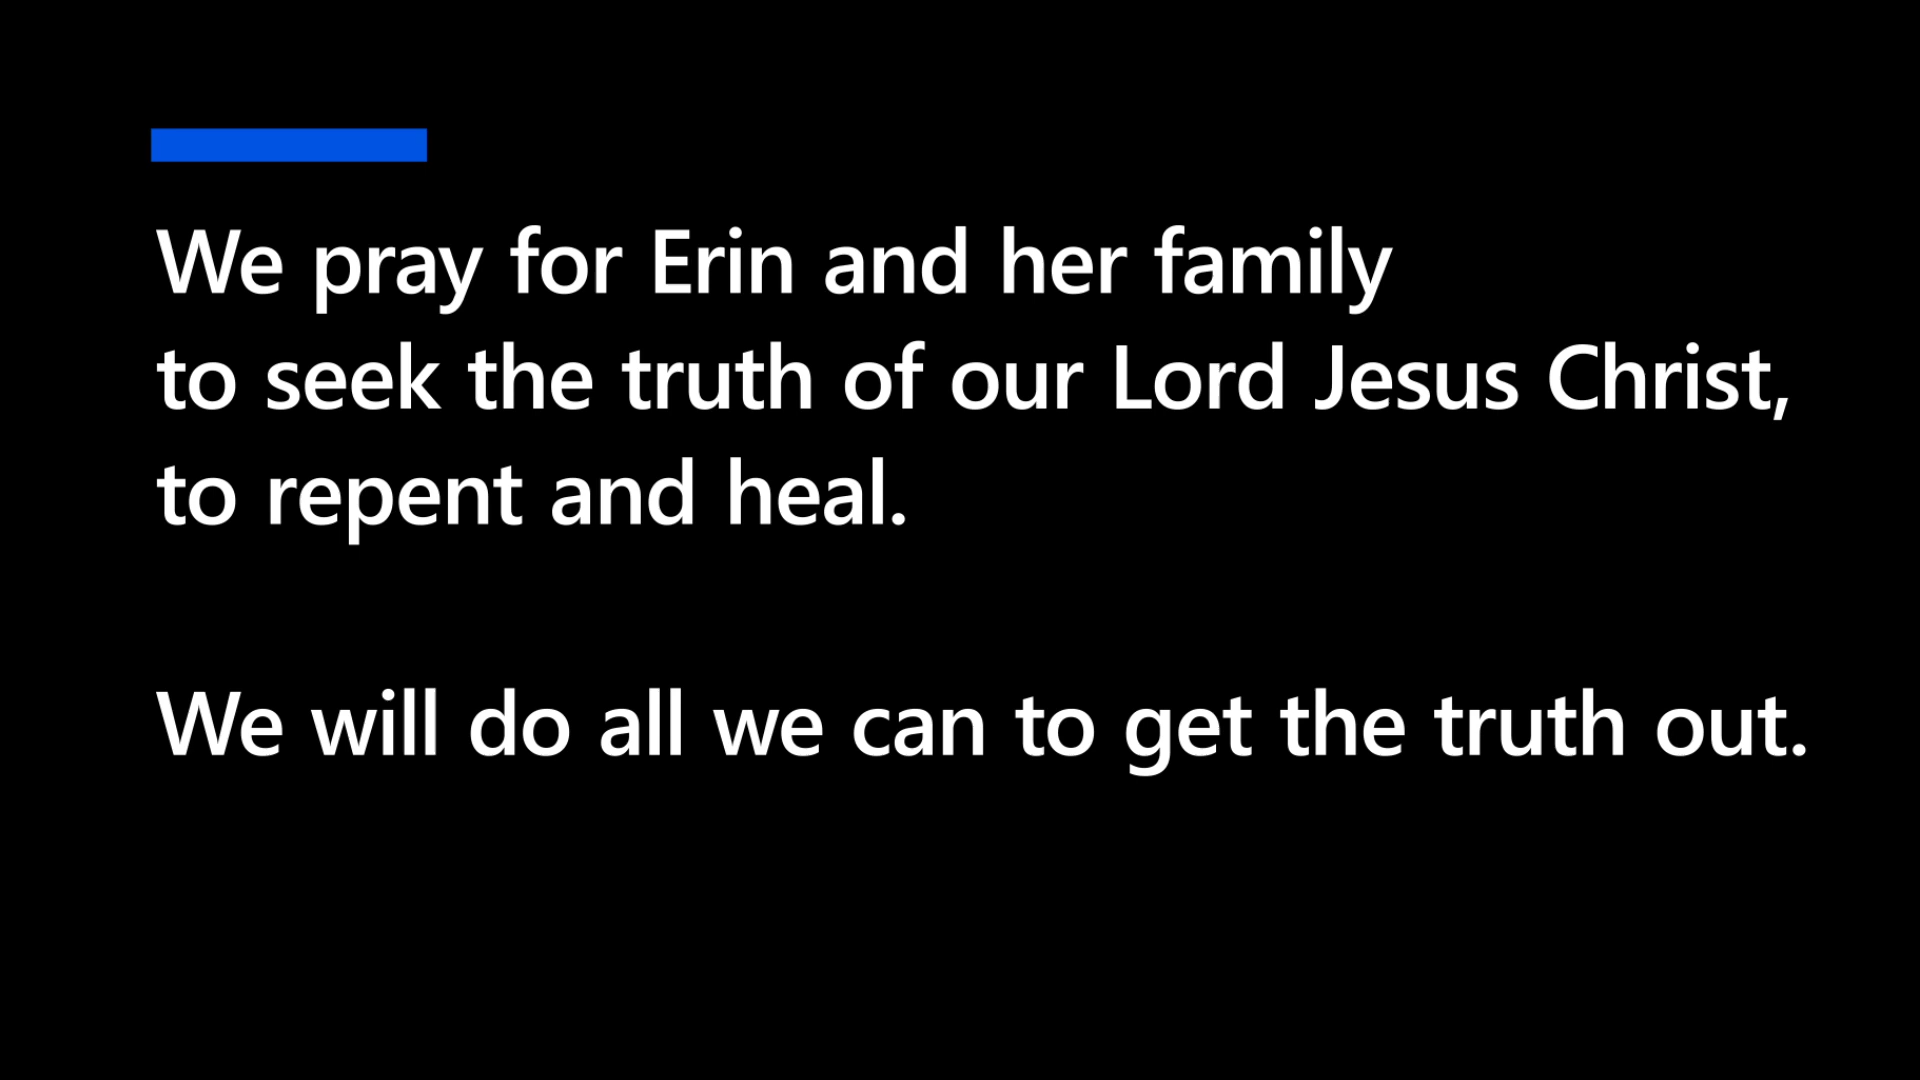 We pray for Erin and her family
to seek the truth of our Lord Jesus Christ,
to repent and heal.
We will do all we can to get the truth out.